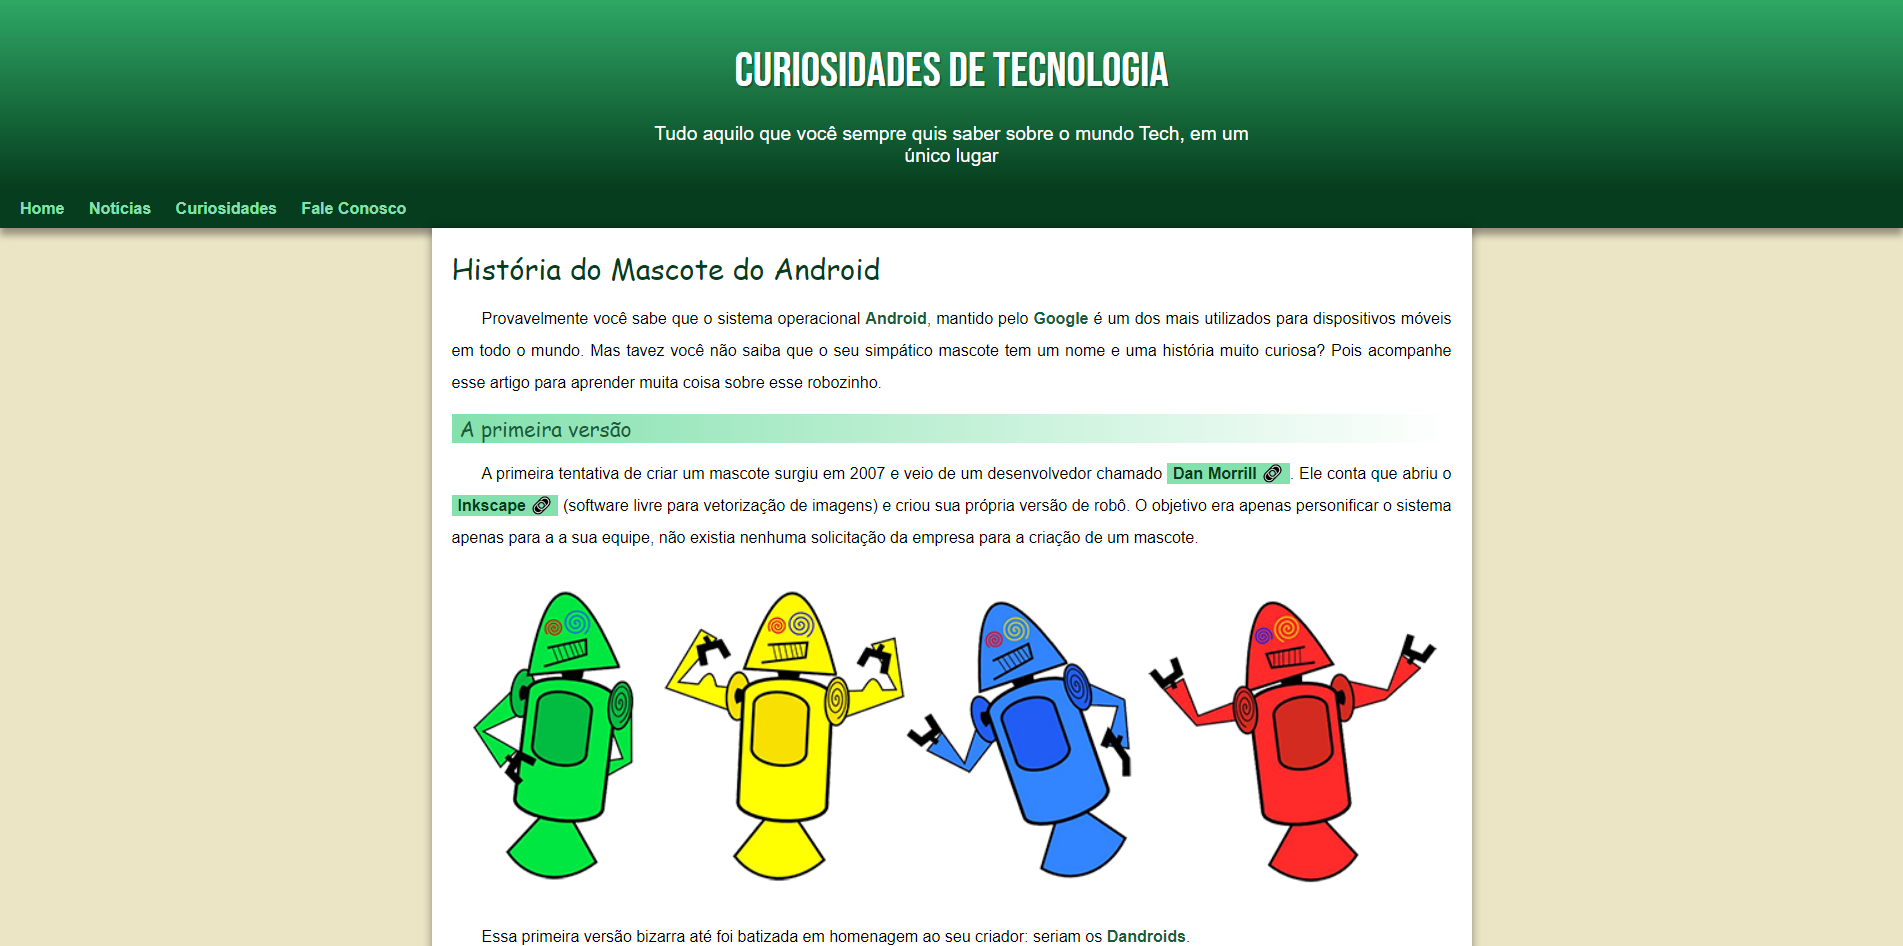 CURIOSIDADES DE TECNOLOGIA
Tudo aquilo que você sempre quis saber sobre o mundo Tech, em um
único lugar
Home Notícias Curiosidades Fale Conosco
História do Mascote do Android
Provavelmente você sabe que o sistema operacional Android, mantido pelo Google é um dos mais utilizados para dispositivos móveis
em todo o mundo. Mas tavez você não saiba que o seu simpático mascote tem um nome e uma história muito curiosa? Pois acompanhe
esse artigo para aprender muita coisa sobre esse robozinho.
A primeira versão
A primeira tentativa de criar um mascote surgiu em 2007 e veio de um desenvolvedor chamado Dan Morrill. Ele conta que abriu o
Inkscape (software livre para vetorização de imagens) e criou sua própria versão de robô. O objetivo era apenas personificar o sistema
apenas para a a sua equipe, não existia nenhuma solicitação da empresa para a criação de um mascote.
Essa primeira versão bizarra até foi batizada em homenagem ao seu criador: seriam os Dandroids.